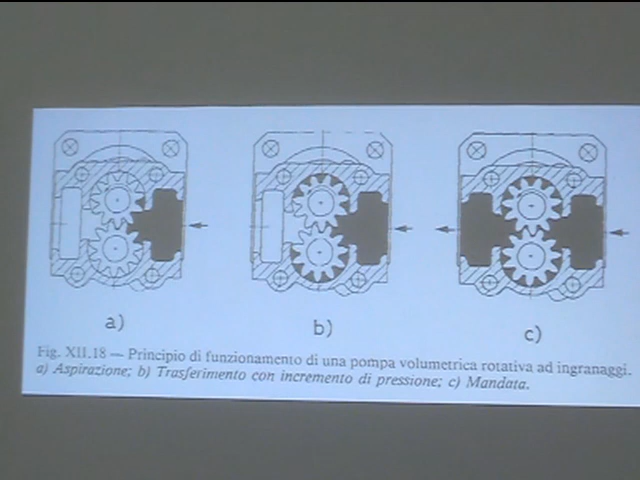 a) b) c)
Fig. XII.18 — Principio di funzionamento di una pompa volumetrica rotativa ad ingranaggi.
a) Aspirazione; b) Trasferimento con incremento di pressione; c) Mandata.